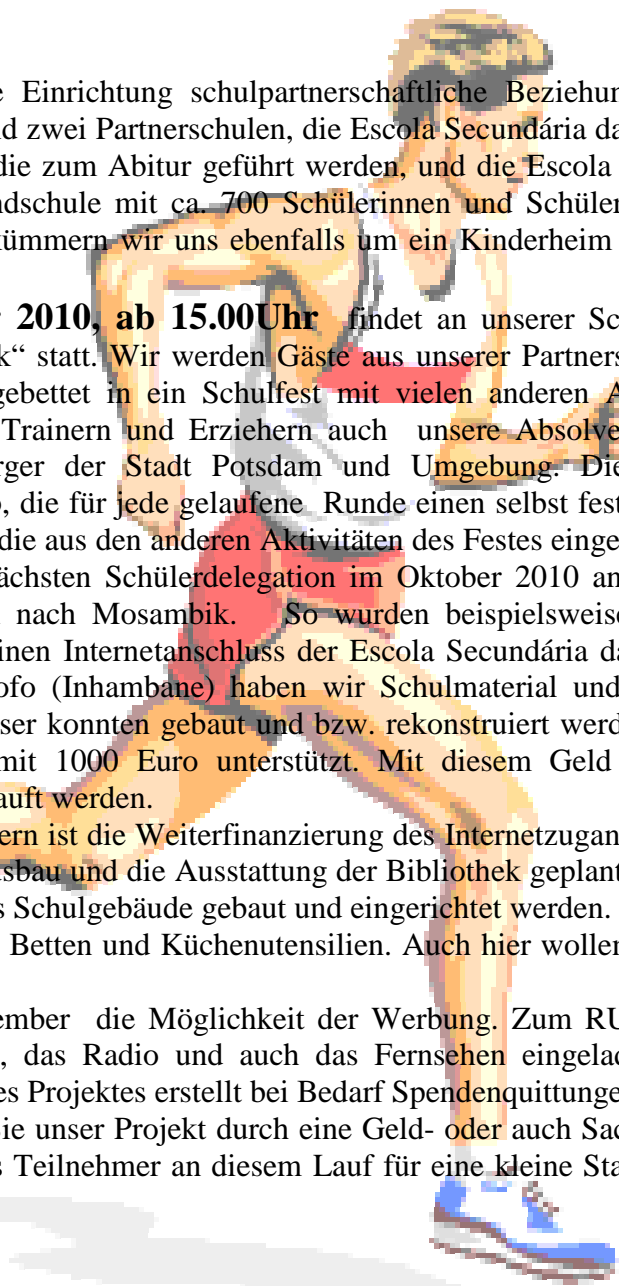 e Einrichtung schulpartnerschaftliche Beziehun
nd zwei Partnerschulen, die Escola Secundária da
die zum Abitur geführt werden, und die Escola
ndschule mit ca. 700 Schülerinnen und Schüler
kümmern wir uns ebenfalls um ein Kinderheim
r 2010, ab 15.00Uhr findet an unserer Sc
k“ statt. Wir werden Gäste aus unserer Partners
gebettet in ein Schulfest mit vielen anderen A
Trainern und Erziehern auch unsere Absolve
rger der Stadt Potsdam und Umgebung. Die
o, die für jede gelaufene Runde einen selbst fest
die aus den anderen Aktivitäten des Festes einge
ächsten Schülerdelegation im Oktober 2010 an
n nach Mosambik. So wurden beispielsweise
inen Internetanschluss der Escola Secundária da
ofo (Inhambane) haben wir Schulmaterial und
ser konnten gebaut und bzw. rekonstruiert werd
mit 1000 Euro unterstützt. Mit diesem Geld
auft werden.
ern ist die Weiterfinanzierung des Internetzugan
tsbau und die Ausstattung der Bibliothek geplant
s Schulgebäude gebaut und eingerichtet werden.
Betten und Küchenutensilien. Auch hier wollen
ember die Möglichkeit der Werbung. Zum RU
, das Radio und auch das Fernsehen eingelad
es Projektes erstellt bei Bedarf Spendenquittunge
Sie unser Projekt durch eine Geld- oder auch Sac
s Teilnehmer an diesem Lauf für eine kleine Sta